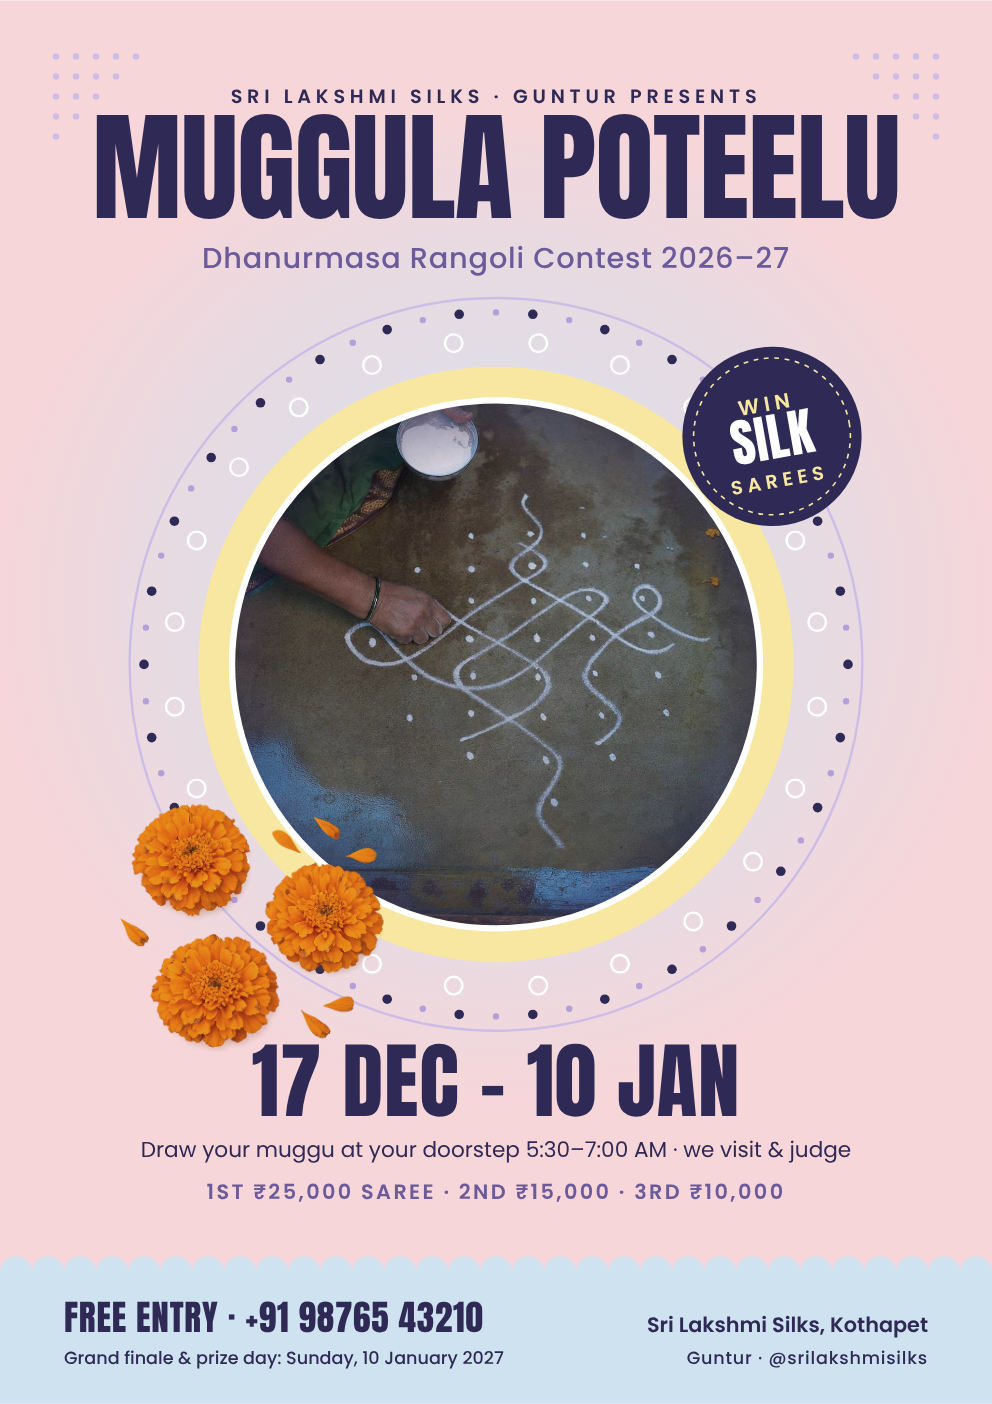 SRI LAKSHMI SILKS · GUNTUR PRESENTS
MUGGULA POTEELU
Dhanurmasa Rangoli Contest 2026–27
WIN
SILK
SAREES
17 DEC – 10 JAN
Draw your muggu at your doorstep 5:30–7:00 AM · we visit & judge
1ST ₹25,000 SAREE · 2ND ₹15,000 · 3RD ₹10,000
FREE ENTRY · +91 98765 43210
Grand finale & prize day: Sunday, 10 January 2027
Sri Lakshmi Silks, Kothapet
Guntur · @srilakshmisilks